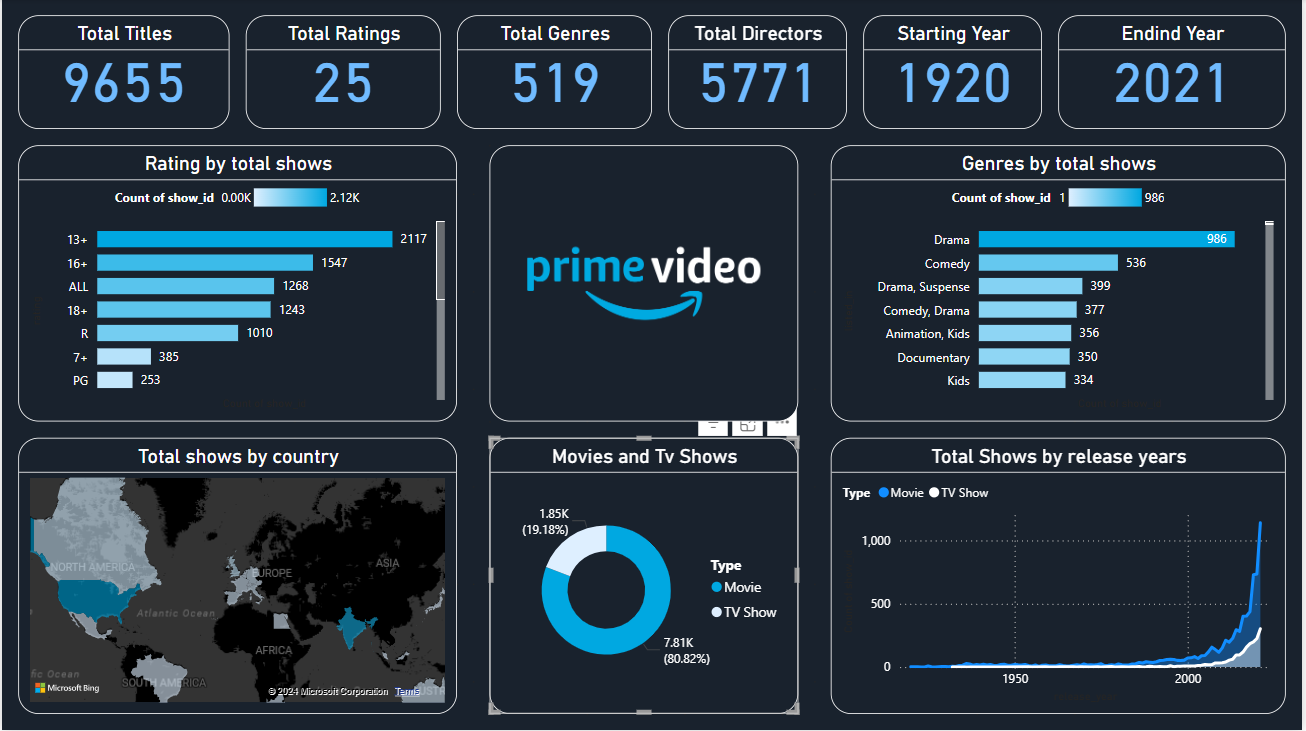 Total Titles
9655
Total Ratings
25
Total Genres
519
Total Directors
5771
Starting Year
1920
Endind Year
2021
Rating by total shows
Count of show_id 0.00K 2.12K
13+ 2117
16+ 1547
ALL 1268
18+ 1243
R 1010
7+ 385
PG 253
prime video
Genres by total shows
Count of show_id 1 986
Drama 986
Comedy 536
Drama, Suspense 399
Comedy, Drama 377
Animation, Kids 356
Documentary 350
Kids 334
Total shows by country
NORTH AMERICA
EUROPE
ASIA
Atlantic Ocean
AFRICA
fic Ocean
SOUTH AMERICA
Microsoft Bing
© 2024 Microsoft Corporation Terms
Movies and Tv Shows
1.85K
(19.18%)
Type
Movie
TV Show
7.81K
(80.82%)
Total Shows by release years
Type Movie TV Show
1,000
500
0
1950 2000